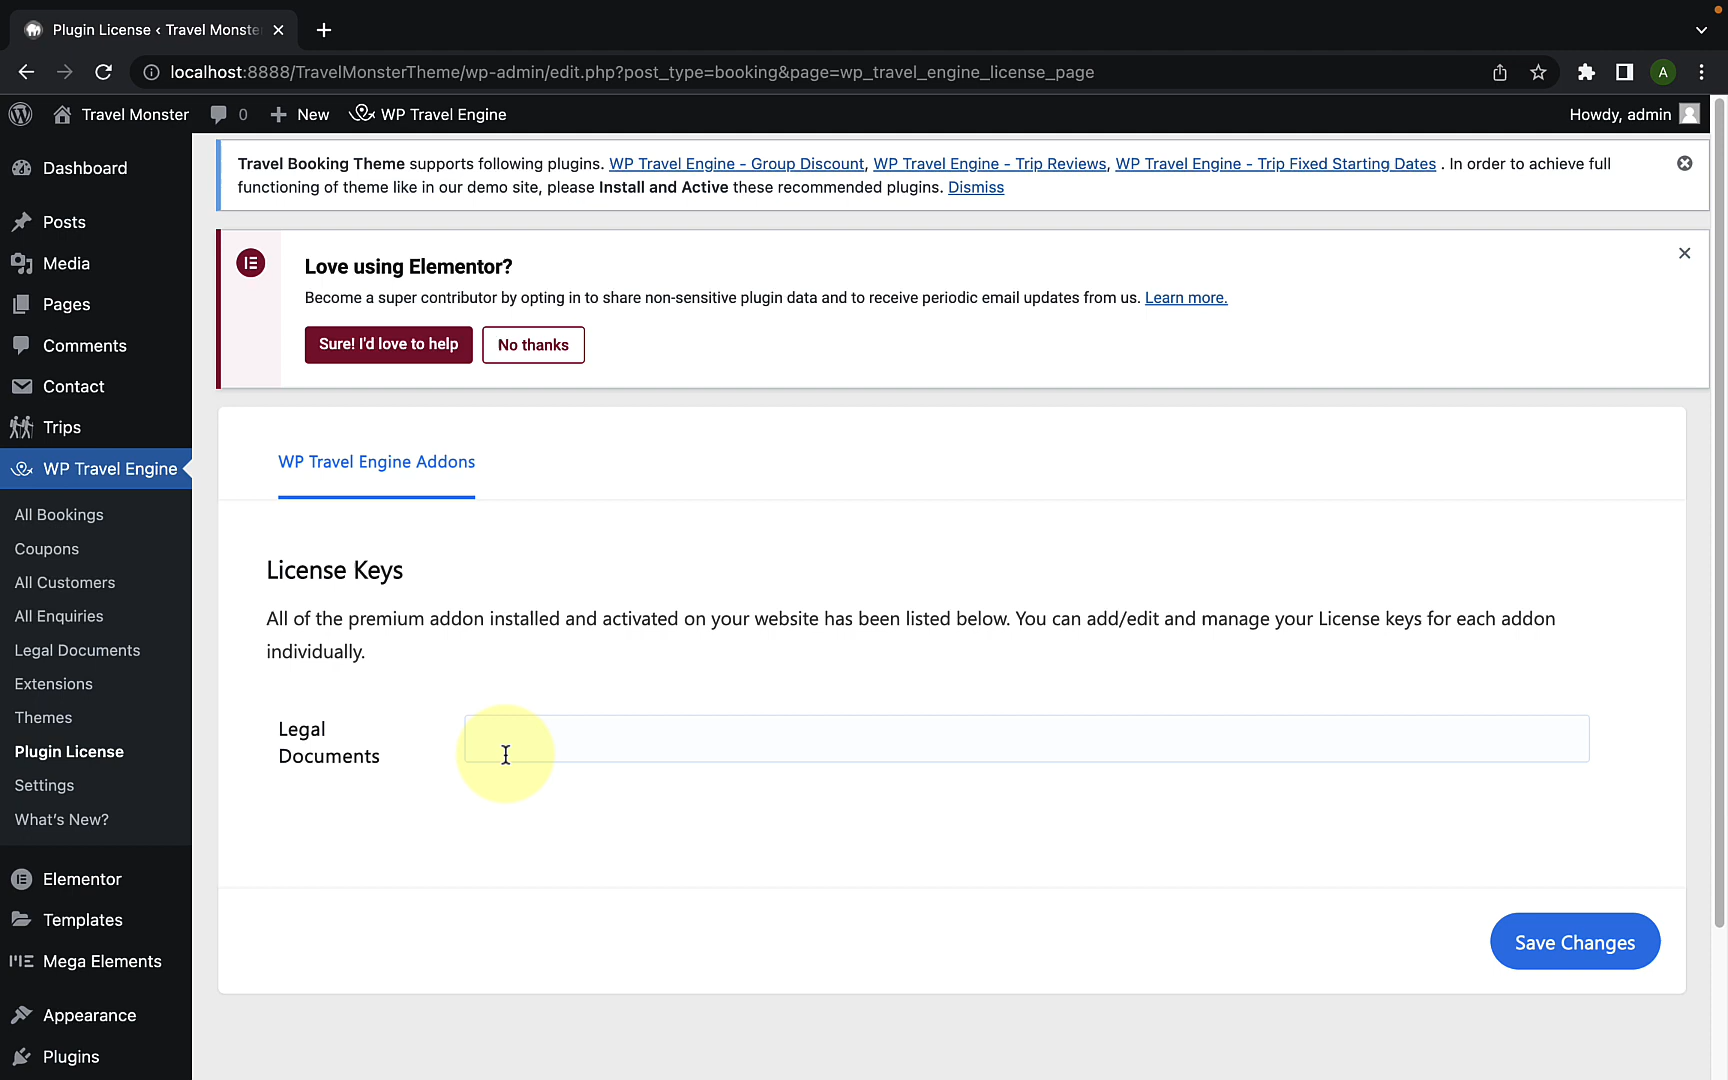 Plugin License ‹ Travel Monste
localhost:8888/TravelMonsterTheme/wp-admin/edit.php?post_type=booking&page=wp_travel_engine_license_page
A
Travel Monster
0
New
WP Travel Engine
Howdy, admin
Dashboard
Posts
Media
Pages
Comments
Contact
Trips
WP Travel Engine
All Bookings
Coupons
All Customers
All Enquiries
Legal Documents
Extensions
Themes
Plugin License
Settings
What's New?
Elementor
Templates
Mega Elements
Appearance
Plugins
Travel Booking Theme supports following plugins. WP Travel Engine - Group Discount, WP Travel Engine - Trip Reviews, WP Travel Engine - Trip Fixed Starting Dates . In order to achieve full
functioning of theme like in our demo site, please Install and Active these recommended plugins. Dismiss
Love using Elementor?
Become a super contributor by opting in to share non-sensitive plugin data and to receive periodic email updates from us. Learn more.
Sure! I'd love to help
No thanks
WP Travel Engine Addons
License Keys
All of the premium addon installed and activated on your website has been listed below. You can add/edit and manage your License keys for each addon
individually.
Legal
Documents
Save Changes